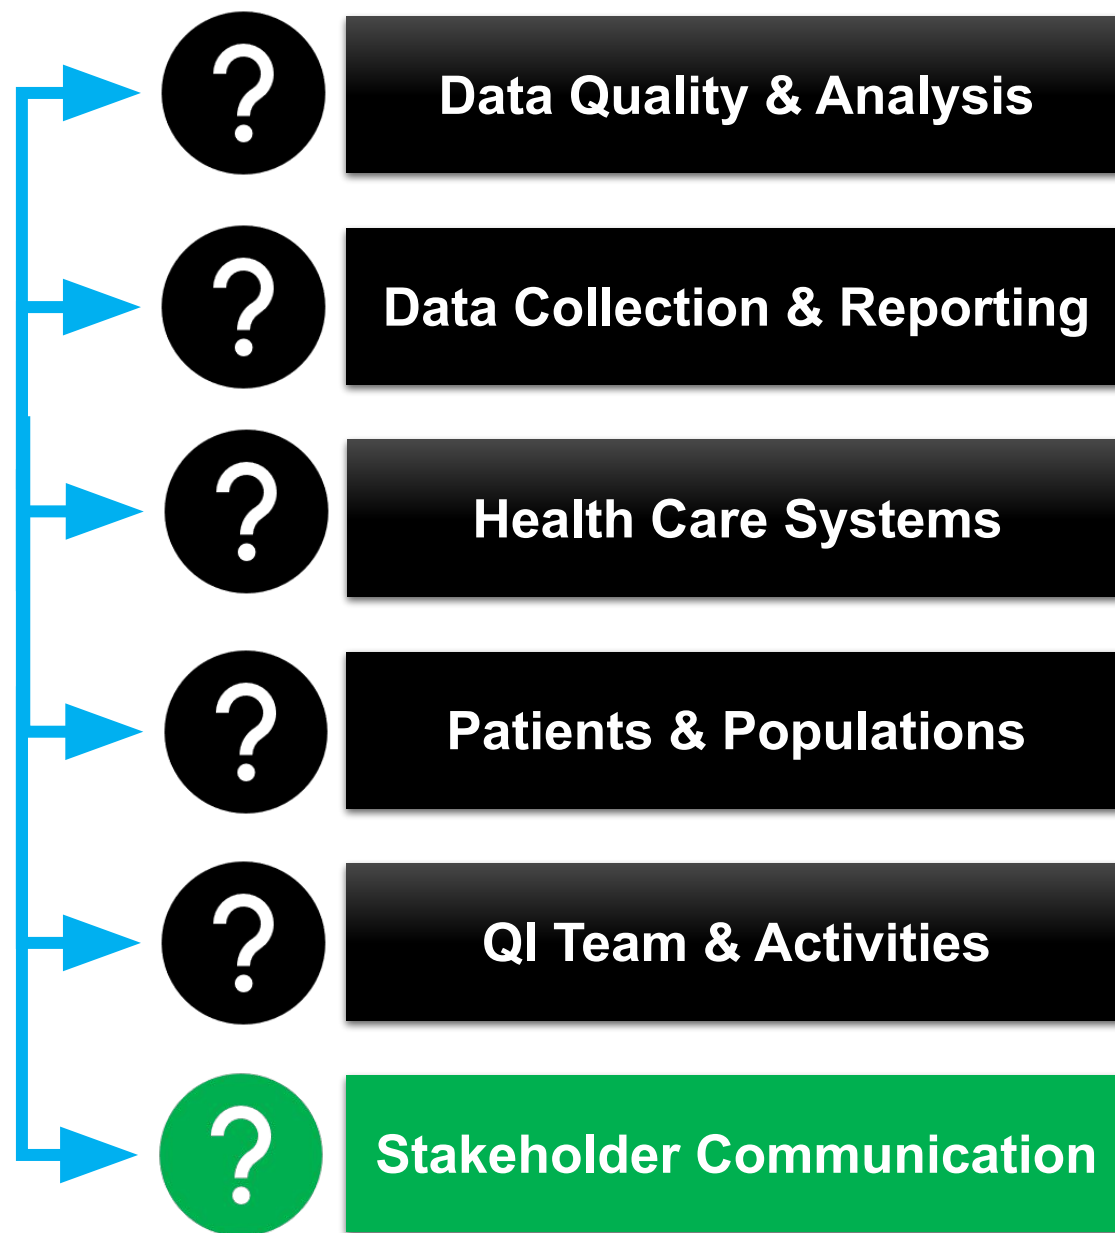 ?
Data Quality & Analysis
?
Data Collection & Reporting
?
Health Care Systems
?
Patients & Populations
?
QI Team & Activities
?
Stakeholder Communication